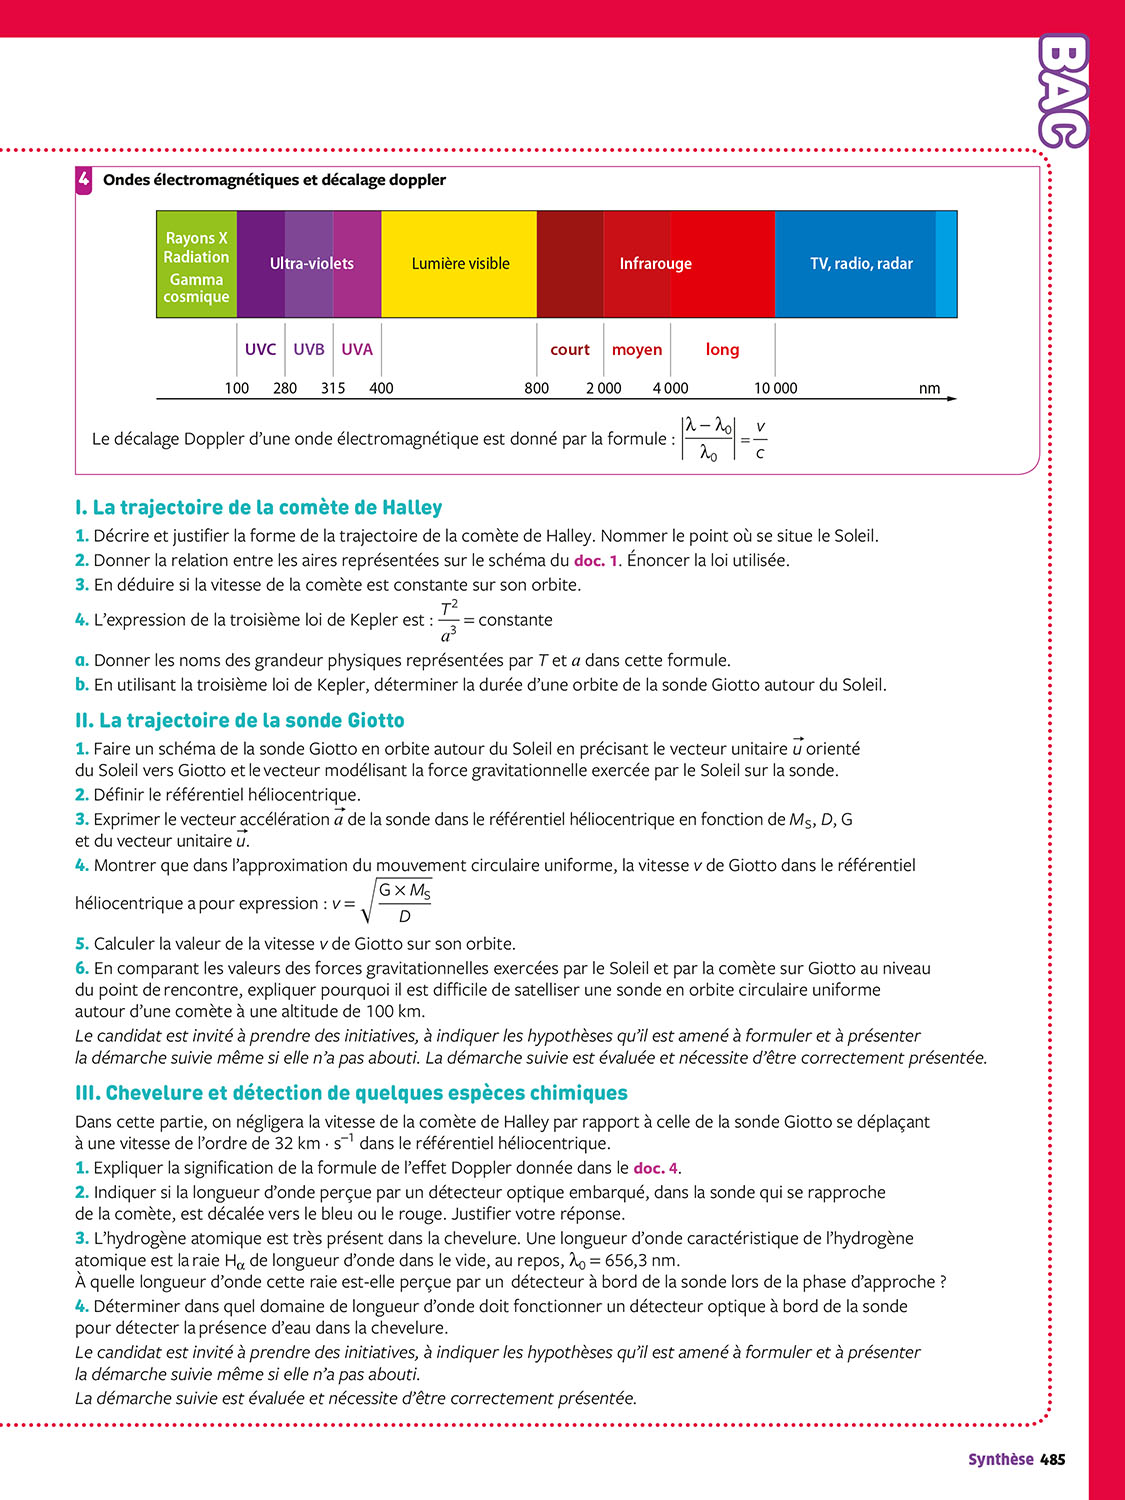 BAC
4 Ondes électromagnétiques et décalage doppler
Rayons X
Radiation
Gamma
cosmique
Ultra-violets
Lumière visible
Infrarouge
TV, radio, radar
UVC UVB UVA court moyen long
100 280 315 400 800 2 000 4 000 10 000 nm
Le décalage Doppler d'une onde électromagnétique est donné par la formule : |(λ – λ₀)/λ₀| = v/c
I. La trajectoire de la comète de Halley
1. Décrire et justifier la forme de la trajectoire de la comète de Halley. Nommer le point où se situe le Soleil.
2. Donner la relation entre les aires représentées sur le schéma du doc. 1. Énoncer la loi utilisée.
3. En déduire si la vitesse de la comète est constante sur son orbite.
4. L'expression de la troisième loi de Kepler est : T²/a³ = constante
a. Donner les noms des grandeur physiques représentées par T et a dans cette formule.
b. En utilisant la troisième loi de Kepler, déterminer la durée d'une orbite de la sonde Giotto autour du Soleil.
II. La trajectoire de la sonde Giotto
1. Faire un schéma de la sonde Giotto en orbite autour du Soleil en précisant le vecteur unitaire u⃗ orienté
du Soleil vers Giotto et le vecteur modélisant la force gravitationnelle exercée par le Soleil sur la sonde.
2. Définir le référentiel héliocentrique.
3. Exprimer le vecteur accélération a⃗ de la sonde dans le référentiel héliocentrique en fonction de M_S, D, G
et du vecteur unitaire u⃗.
4. Montrer que dans l'approximation du mouvement circulaire uniforme, la vitesse v de Giotto dans le référentiel
héliocentrique a pour expression : v = √((G × M_S)/D)
5. Calculer la valeur de la vitesse v de Giotto sur son orbite.
6. En comparant les valeurs des forces gravitationnelles exercées par le Soleil et par la comète sur Giotto au niveau
du point de rencontre, expliquer pourquoi il est difficile de satelliser une sonde en orbite circulaire uniforme
autour d'une comète à une altitude de 100 km.
Le candidat est invité à prendre des initiatives, à indiquer les hypothèses qu'il est amené à formuler et à présenter
la démarche suivie même si elle n'a pas abouti. La démarche suivie est évaluée et nécessite d'être correctement présentée.
III. Chevelure et détection de quelques espèces chimiques
Dans cette partie, on négligera la vitesse de la comète de Halley par rapport à celle de la sonde Giotto se déplaçant
à une vitesse de l'ordre de 32 km · s⁻¹ dans le référentiel héliocentrique.
1. Expliquer la signification de la formule de l'effet Doppler donnée dans le doc. 4.
2. Indiquer si la longueur d'onde perçue par un détecteur optique embarqué, dans la sonde qui se rapproche
de la comète, est décalée vers le bleu ou le rouge. Justifier votre réponse.
3. L'hydrogène atomique est très présent dans la chevelure. Une longueur d'onde caractéristique de l'hydrogène
atomique est la raie Hα de longueur d'onde dans le vide, au repos, λ₀ = 656,3 nm.
À quelle longueur d'onde cette raie est-elle perçue par un détecteur à bord de la sonde lors de la phase d'approche ?
4. Déterminer dans quel domaine de longueur d'onde doit fonctionner un détecteur optique à bord de la sonde
pour détecter la présence d'eau dans la chevelure.
Le candidat est invité à prendre des initiatives, à indiquer les hypothèses qu'il est amené à formuler et à présenter
la démarche suivie même si elle n'a pas abouti.
La démarche suivie est évaluée et nécessite d'être correctement présentée.
Synthèse 485